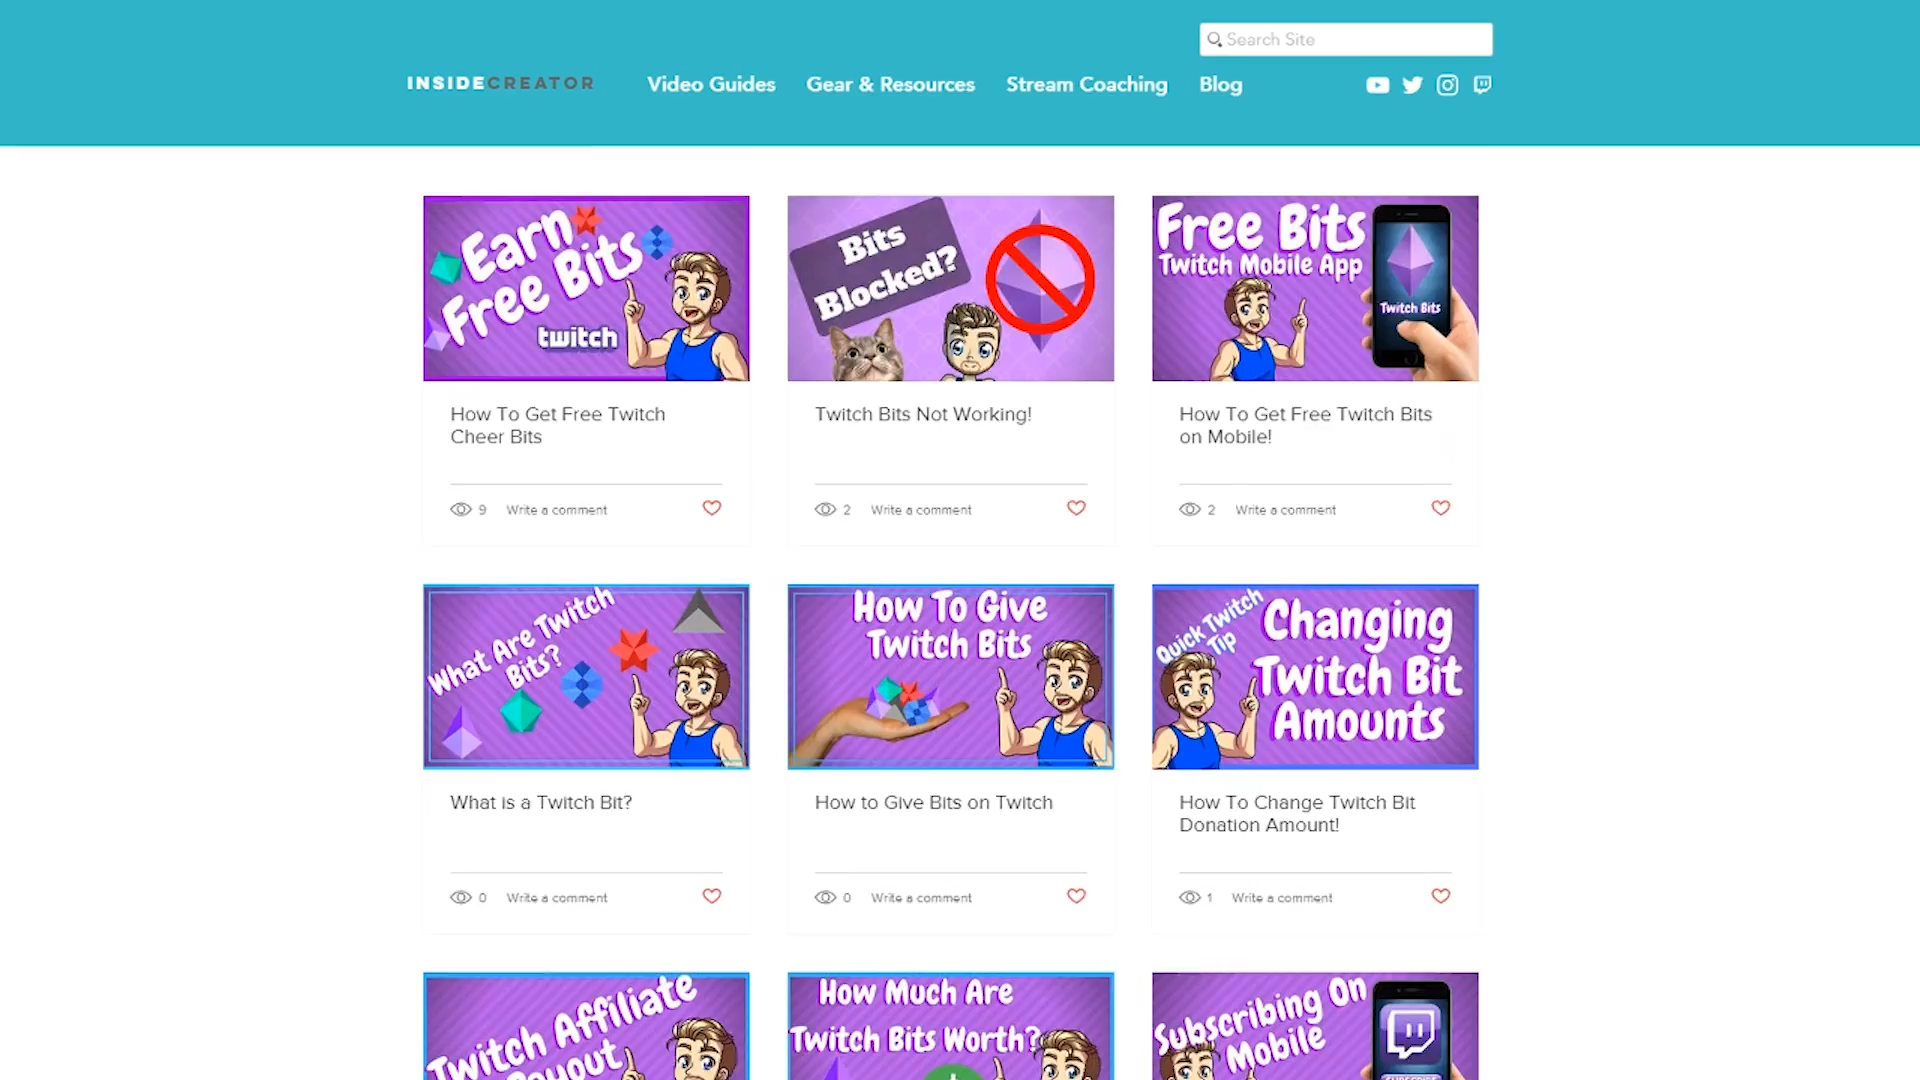 Search Site
INSIDECREATOR Video Guides Gear & Resources Stream Coaching Blog
Earn
Free Bits
twitch
Bits
Blocked?
Free Bits
Twitch Mobile App
Twitch Bits
How To Get Free Twitch
Cheer Bits
Twitch Bits Not Working!
How To Get Free Twitch Bits
on Mobile!
9 Write a comment
2 Write a comment
2 Write a comment
What Are Twitch
Bits?
How To Give
Twitch Bits
Quick Twitch
Tip
Changing
Twitch Bit
Amounts
What is a Twitch Bit?
How to Give Bits on Twitch
How To Change Twitch Bit
Donation Amount!
0 Write a comment
0 Write a comment
1 Write a comment
Twitch Affiliate
Payout
How Much Are
Twitch Bits Worth?
Subscribing On
Mobile